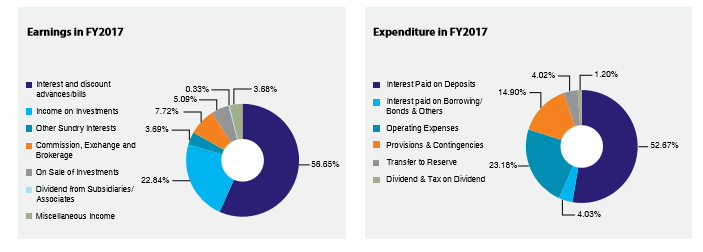 Earnings in FY2017
Interest and discount
advances/bills
Income on Investments
Other Sundry Interests
Commission, Exchange and
Brokerage
On Sale of Investments
Dividend from Subsidiaries/
Associates
Miscellaneous Income
0.33%
3.68%
5.09%
7.72%
3.69%
22.84%
56.65%
Expenditure in FY2017
Interest Paid on Deposits
Interest paid on Borrowing/
Bonds & Others
Operating Expenses
Provisions & Contingencies
Transfer to Reserve
Dividend & Tax on Dividend
4.02%
1.20%
14.90%
52.67%
23.18%
4.03%